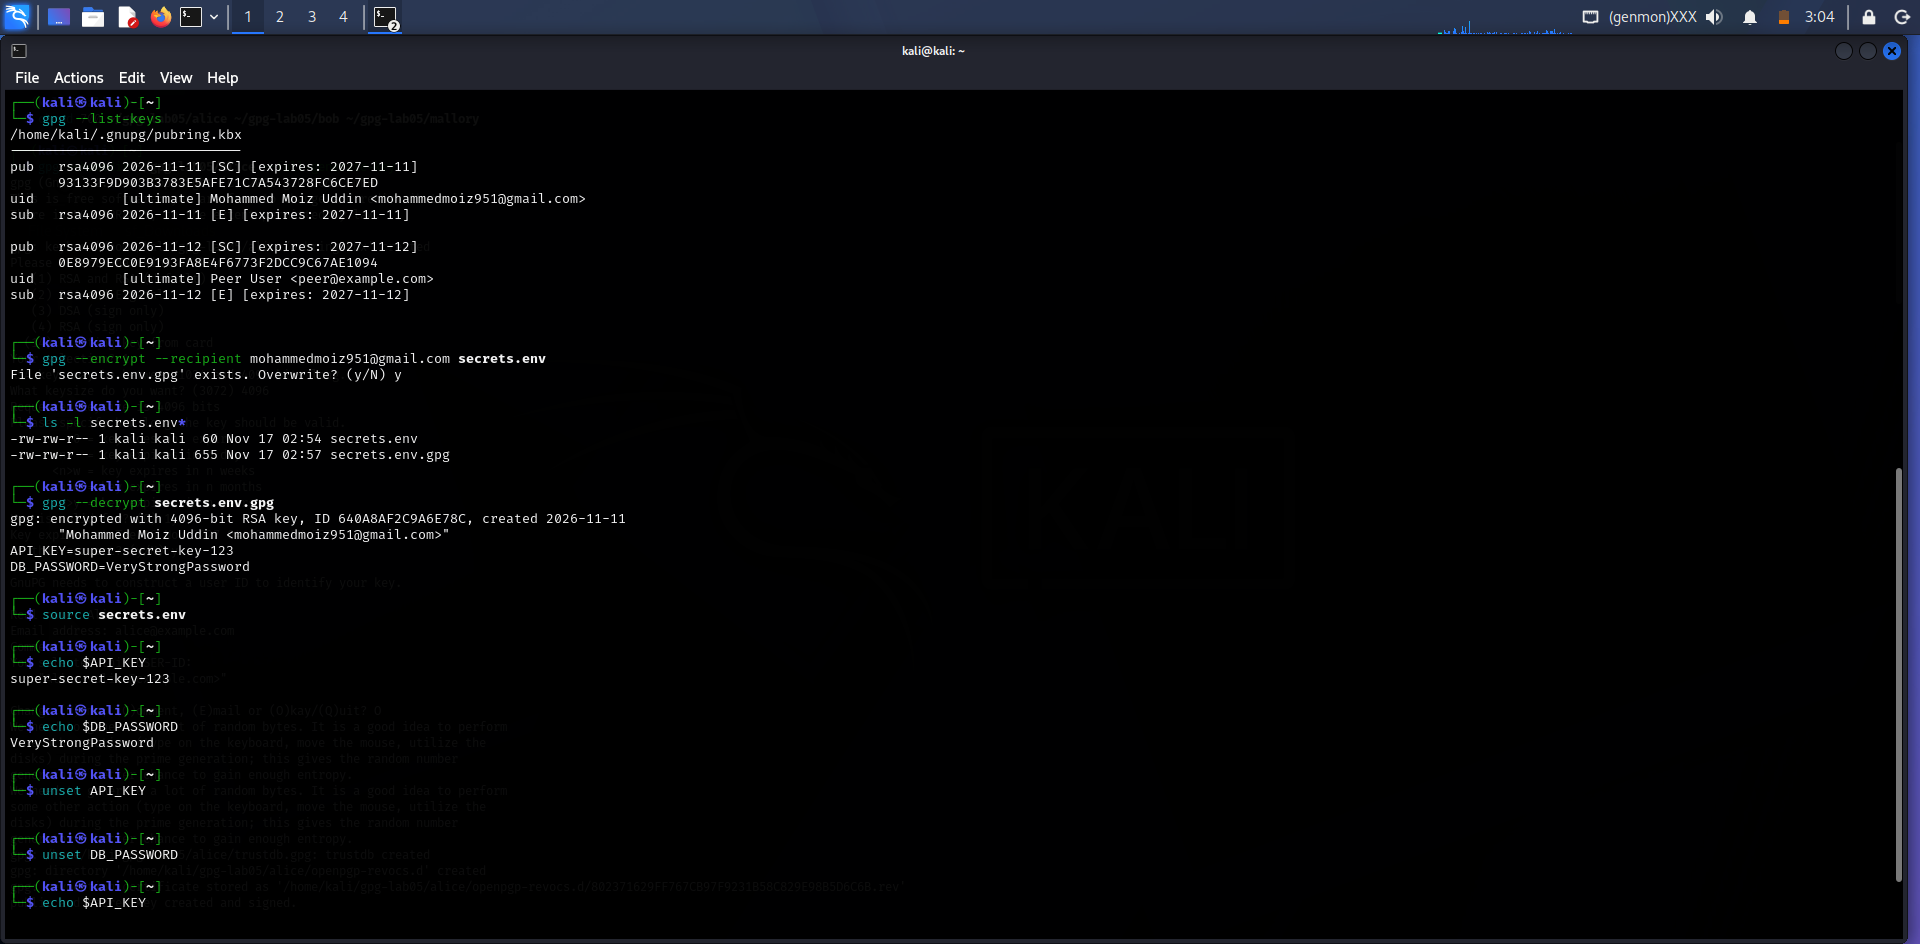 1 2 3 4 2 (genmon)XXX 3:04
kali@kali: ~
File Actions Edit View Help
┌──(kali㉿kali)-[~]
└─$ gpg --list-keys
/home/kali/.gnupg/pubring.kbx
-----------------------------
pub   rsa4096 2026-11-11 [SC] [expires: 2027-11-11]
      93133F9D903B3783E5AFE71C7A543728FC6CE7ED
uid           [ultimate] Mohammed Moiz Uddin <mohammedmoiz951@gmail.com>
sub   rsa4096 2026-11-11 [E] [expires: 2027-11-11]
pub   rsa4096 2026-11-12 [SC] [expires: 2027-11-12]
      0E8979ECC0E9193FA8E4F6773F2DCC9C67AE1094
uid           [ultimate] Peer User <peer@example.com>
sub   rsa4096 2026-11-12 [E] [expires: 2027-11-12]
┌──(kali㉿kali)-[~]
└─$ gpg --encrypt --recipient mohammedmoiz951@gmail.com secrets.env
File 'secrets.env.gpg' exists. Overwrite? (y/N) y
┌──(kali㉿kali)-[~]
└─$ ls -l secrets.env*
-rw-rw-r-- 1 kali kali  60 Nov 17 02:54 secrets.env
-rw-rw-r-- 1 kali kali 655 Nov 17 02:57 secrets.env.gpg
┌──(kali㉿kali)-[~]
└─$ gpg --decrypt secrets.env.gpg
gpg: encrypted with 4096-bit RSA key, ID 640A8AF2C9A6E78C, created 2026-11-11
      "Mohammed Moiz Uddin <mohammedmoiz951@gmail.com>"
API_KEY=super-secret-key-123
DB_PASSWORD=VeryStrongPassword
┌──(kali㉿kali)-[~]
└─$ source secrets.env
┌──(kali㉿kali)-[~]
└─$ echo $API_KEY
super-secret-key-123
┌──(kali㉿kali)-[~]
└─$ echo $DB_PASSWORD
VeryStrongPassword
┌──(kali㉿kali)-[~]
└─$ unset API_KEY
┌──(kali㉿kali)-[~]
└─$ unset DB_PASSWORD
┌──(kali㉿kali)-[~]
└─$ echo $API_KEY